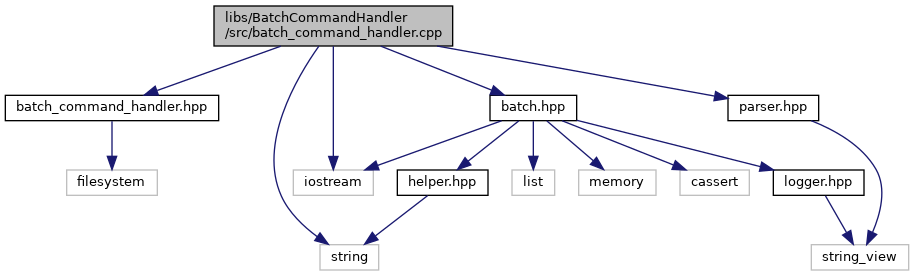 libs/BatchCommandHandler
/src/batch_command_handler.cpp
batch_command_handler.hpp
batch.hpp
parser.hpp
filesystem
iostream
helper.hpp
list
memory
cassert
logger.hpp
string
string_view